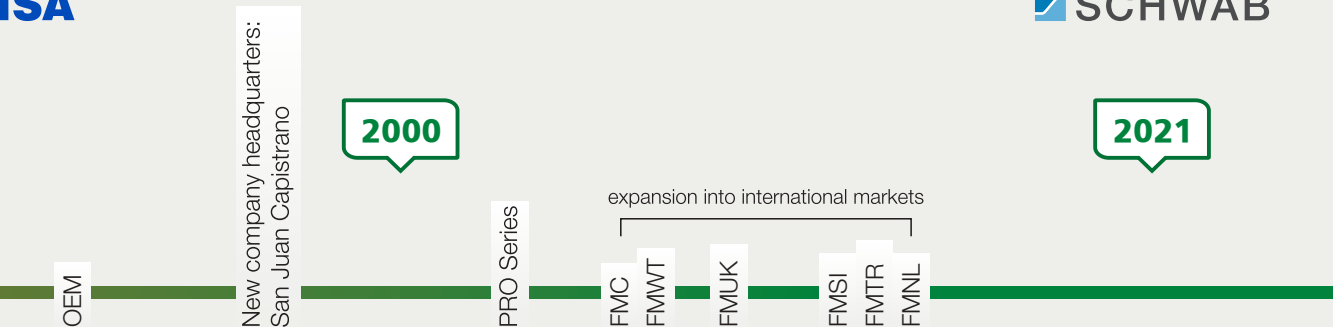 SCHWAB
New company headquarters:
San Juan Capistrano
2000
2021
expansion into international markets
OEM
PRO Series
FMC
FMWT
FMUK
FMSI
FMTR
FMNL